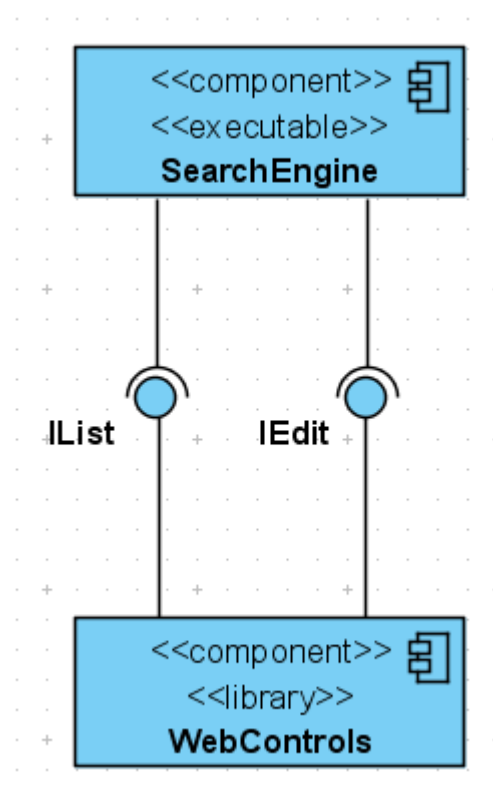 <<component>>
<<executable>>
SearchEngine
IList
IEdit
<<component>>
<<library>>
WebControls